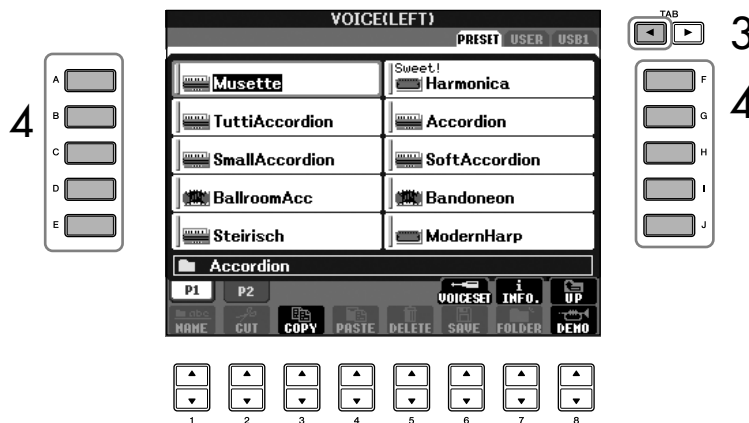 VOICE(LEFT)
PRESET USER USB1
TAB
3
4
A
B
C
D
E
Musette
Sweet!
Harmonica
TuttiAccordion
Accordion
SmallAccordion
SoftAccordion
BallroomAcc
Bandoneon
Steirisch
ModernHarp
Accordion
F
G
H
I
J
4
P1 P2 VOICESET i INFO. UP
abc NAME CUT COPY PASTE DELETE SAVE FOLDER DEMO
1 2 3 4 5 6 7 8